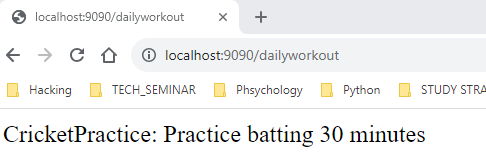 localhost:9090/dailyworkout
localhost:9090/dailyworkout
Hacking TECH_SEMINAR Phsychology Python STUDY STRA
CricketPractice: Practice batting 30 minutes